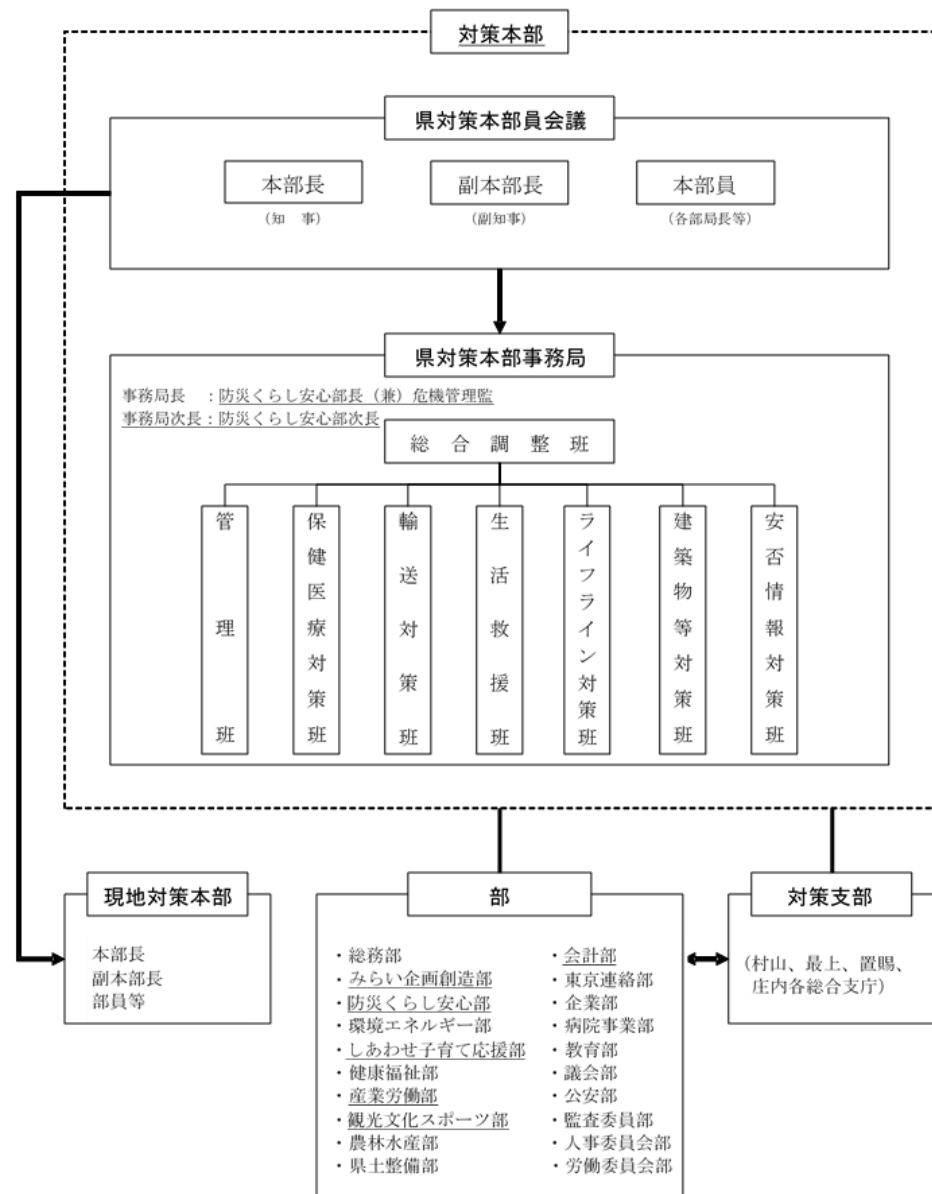 対策本部
県対策本部員会議
本部長
副本部長
本部員
(知　事)
(副知事)
(各部局長等)
県対策本部事務局
事務局長　：防災くらし安心部長（兼）危機管理監
事務局次長：防災くらし安心部次長
総合調整班
管理班
保健医療対策班
輸送対策班
生活救援班
ライフライン対策班
建築物等対策班
安否情報対策班
現地対策本部
本部長
副本部長
部員等
部
・総務部
・みらい企画創造部
・防災くらし安心部
・環境エネルギー部
・しあわせ子育て応援部
・健康福祉部
・産業労働部
・観光文化スポーツ部
・農林水産部
・県土整備部
・会計部
・東京連絡部
・企業部
・病院事業部
・教育部
・議会部
・公安部
・監査委員部
・人事委員会部
・労働委員会部
対策支部
(村山、最上、置賜、
庄内各総合支庁)